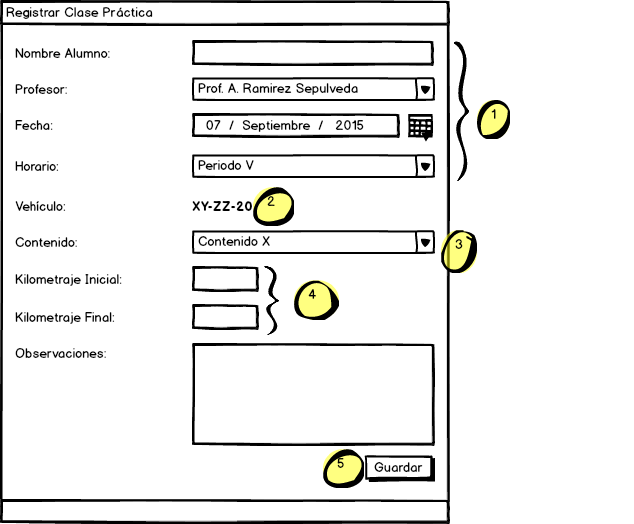 Registrar Clase Práctica
Nombre Alumno:
Profesor: Prof. A. Ramirez Sepulveda
Fecha: 07 / Septiembre / 2015
1
Horario: Periodo V
Vehículo: XY-ZZ-20 2
Contenido: Contenido X 3
Kilometraje Inicial:
4
Kilometraje Final:
Observaciones:
5 Guardar